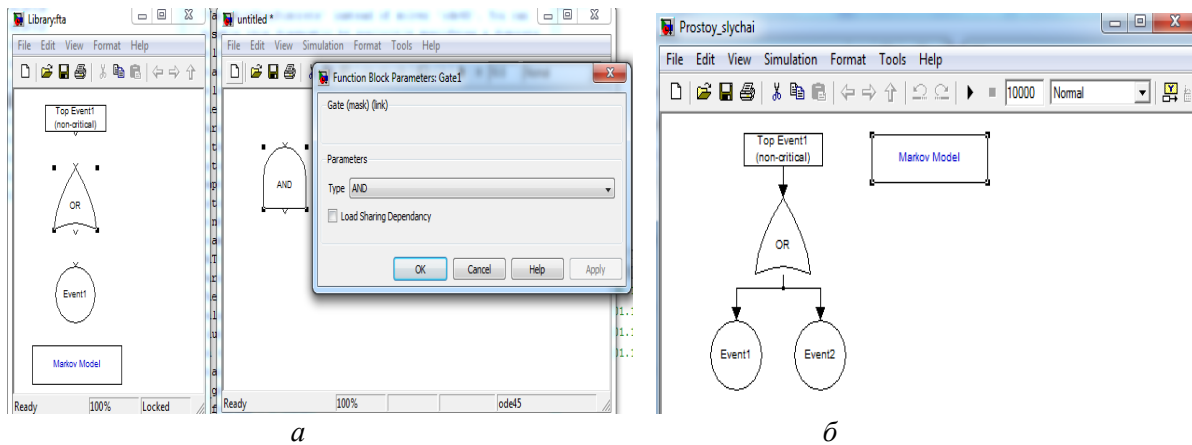 Library:fta
File Edit View Format Help
Top Event1
(non-critical)
OR
Event1
Markov Model
Ready 100% Locked
untitled *
File Edit View Simulation Format Tools Help
AND
Function Block Parameters: Gate1
Gate (mask) (link)
Parameters
Type AND
Load Sharing Dependancy
OK Cancel Help Apply
Ready 100% ode45
а
Prostoy_slychai
File Edit View Simulation Format Tools Help
10000 Normal
Top Event1
(non-critical)
Markov Model
OR
Event1 Event2
б